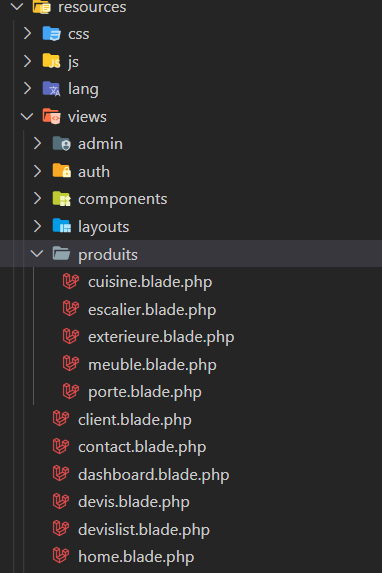 resources
css
js
lang
views
admin
auth
components
layouts
produits
cuisine.blade.php
escalier.blade.php
exterieure.blade.php
meuble.blade.php
porte.blade.php
client.blade.php
contact.blade.php
dashboard.blade.php
devis.blade.php
devislist.blade.php
home.blade.php